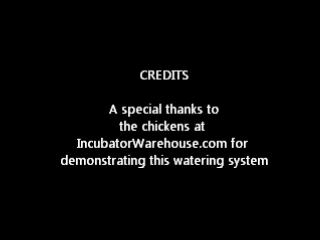 CREDITS
A special thanks to
the chickens at
IncubatorWarehouse.com for
demonstrating this watering system